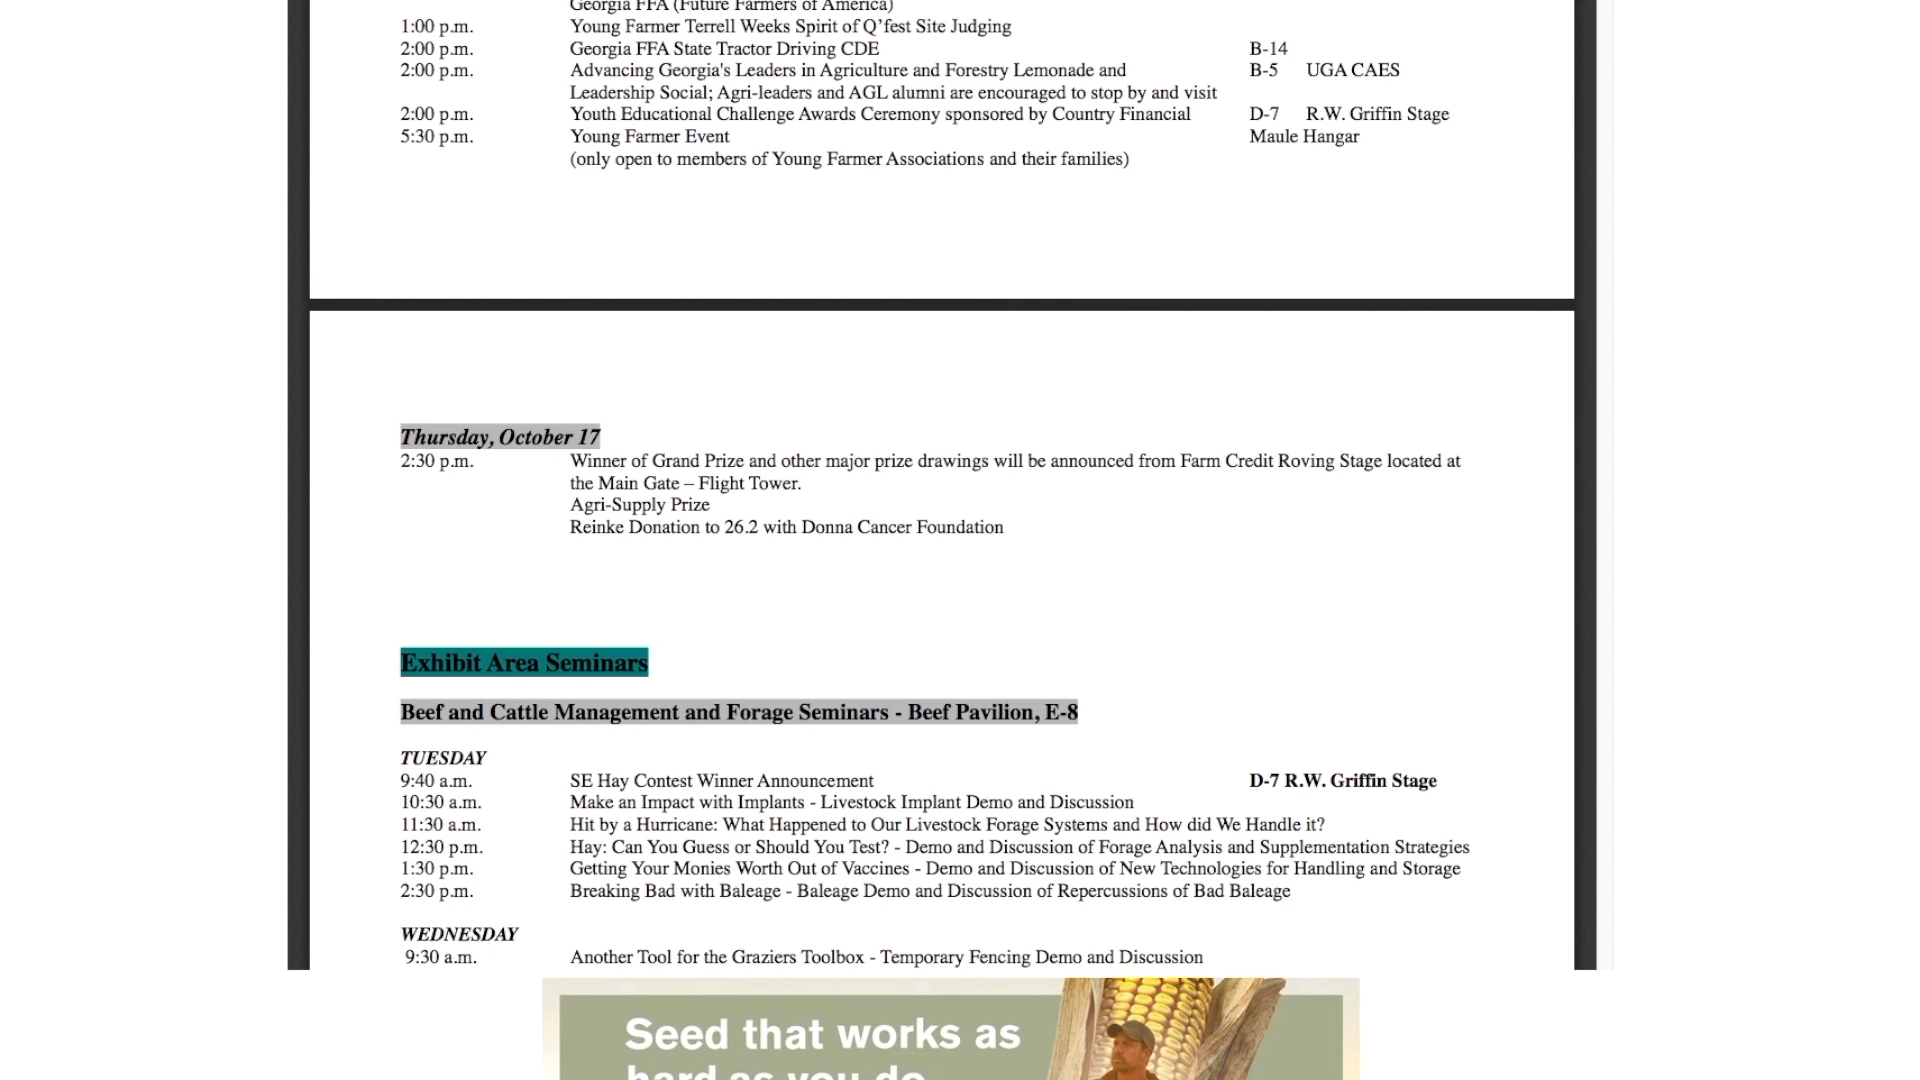 Georgia FFA (Future Farmers of America)
1:00 p.m. Young Farmer Terrell Weeks Spirit of Q’fest Site Judging
2:00 p.m. Georgia FFA State Tractor Driving CDE B-14
2:00 p.m. Advancing Georgia's Leaders in Agriculture and Forestry Lemonade and B-5 UGA CAES
Leadership Social; Agri-leaders and AGL alumni are encouraged to stop by and visit
2:00 p.m. Youth Educational Challenge Awards Ceremony sponsored by Country Financial D-7 R.W. Griffin Stage
5:30 p.m. Young Farmer Event Maule Hangar
(only open to members of Young Farmer Associations and their families)
Thursday, October 17
2:30 p.m. Winner of Grand Prize and other major prize drawings will be announced from Farm Credit Roving Stage located at
the Main Gate – Flight Tower.
Agri-Supply Prize
Reinke Donation to 26.2 with Donna Cancer Foundation
Exhibit Area Seminars
Beef and Cattle Management and Forage Seminars - Beef Pavilion, E-8
TUESDAY
9:40 a.m. SE Hay Contest Winner Announcement D-7 R.W. Griffin Stage
10:30 a.m. Make an Impact with Implants - Livestock Implant Demo and Discussion
11:30 a.m. Hit by a Hurricane: What Happened to Our Livestock Forage Systems and How did We Handle it?
12:30 p.m. Hay: Can You Guess or Should You Test? - Demo and Discussion of Forage Analysis and Supplementation Strategies
1:30 p.m. Getting Your Monies Worth Out of Vaccines - Demo and Discussion of New Technologies for Handling and Storage
2:30 p.m. Breaking Bad with Baleage - Baleage Demo and Discussion of Repercussions of Bad Baleage
WEDNESDAY
9:30 a.m. Another Tool for the Graziers Toolbox - Temporary Fencing Demo and Discussion
Seed that works as
hard as you do